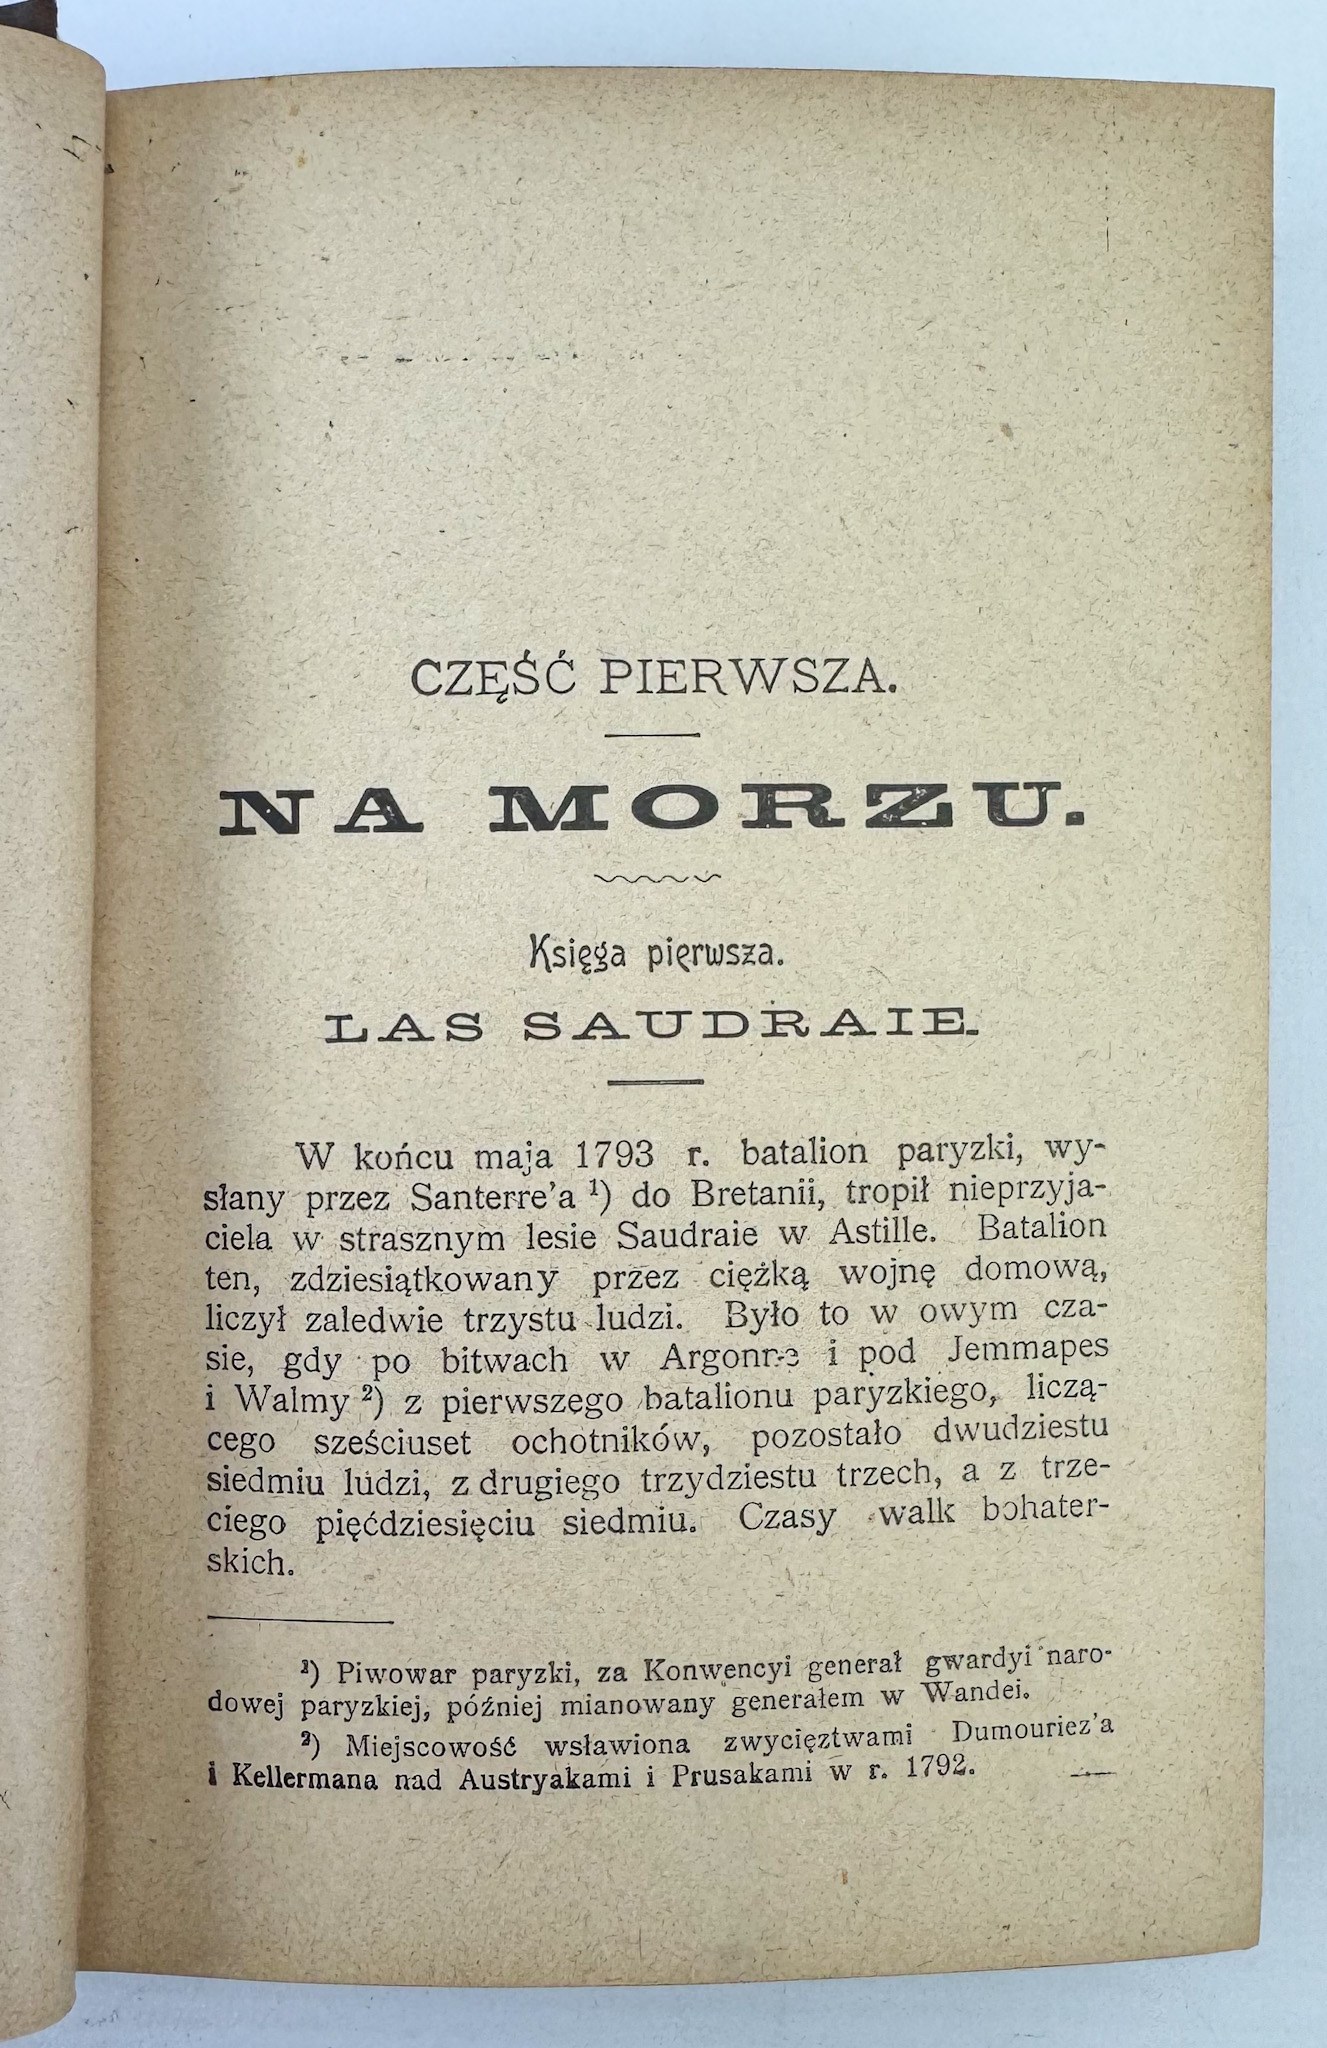 CZĘŚĆ PIERWSZA.
NA MORZU.
Księga pierwsza.
LAS SAUDRAIE.
W końcu maja 1793 r. batalion paryzki, wy-
słany przez Santerre’a ¹) do Bretanii, tropił nieprzyja-
ciela w strasznym lesie Saudraie w Astille. Batalion
ten, zdziesiątkowany przez ciężką wojnę domową,
liczył zaledwie trzystu ludzi. Było to w owym cza-
sie, gdy po bitwach w Argonne i pod Jemmapes
i Walmy ²) z pierwszego batalionu paryzkiego, liczą-
cego sześciuset ochotników, pozostało dwudziestu
siedmiu ludzi, z drugiego trzydziestu trzech, a z trze-
ciego pięćdziesięciu siedmiu. Czasy walk bohater-
skich.
¹) Piwowar paryzki, za Konwencyi generał gwardyi naro-
dowej paryzkiej, później mianowany generałem w Wandei.
²) Miejscowość wsławiona zwycięztwami Dumouriez’a
i Kellermana nad Austryakami i Prusakami w r. 1792.